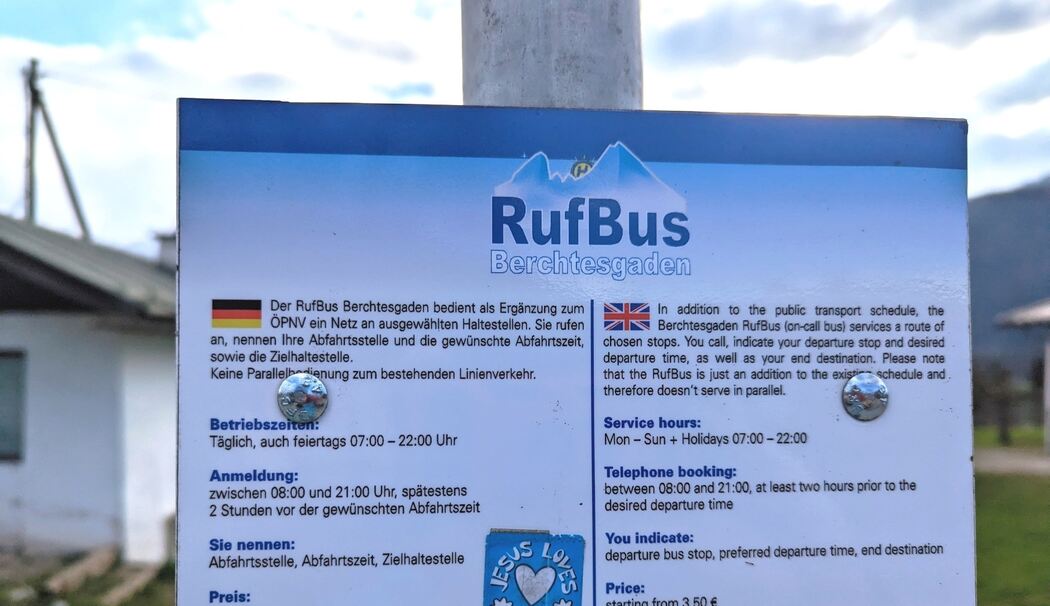 RufBus
Berchtesgaden
Der RufBus Berchtesgaden bedient als Ergänzung zum
ÖPNV ein Netz an ausgewählten Haltestellen. Sie rufen
an, nennen Ihre Abfahrtsstelle und die gewünschte Abfahrtszeit,
sowie die Zielhaltestelle.
Keine Parallelbedienung zum bestehenden Linienverkehr.
Betriebszeiten:
Täglich, auch feiertags 07:00 – 22:00 Uhr
Anmeldung:
zwischen 08:00 und 21:00 Uhr, spätestens
2 Stunden vor der gewünschten Abfahrtszeit
Sie nennen:
Abfahrtsstelle, Abfahrtszeit, Zielhaltestelle
Preis:
In addition to the public transport schedule, the
Berchtesgaden RufBus (on-call bus) services a route of
chosen stops. You call, indicate your departure stop and desired
departure time, as well as your end destination. Please note
that the RufBus is just an addition to the existing schedule and
therefore doesn't serve in parallel.
Service hours:
Mon – Sun + Holidays 07:00 – 22:00
Telephone booking:
between 08:00 and 21:00, at least two hours prior to the
desired departure time
You indicate:
departure bus stop, preferred departure time, end destination
Price:
starting from 3,50 €
JESUS LOVES